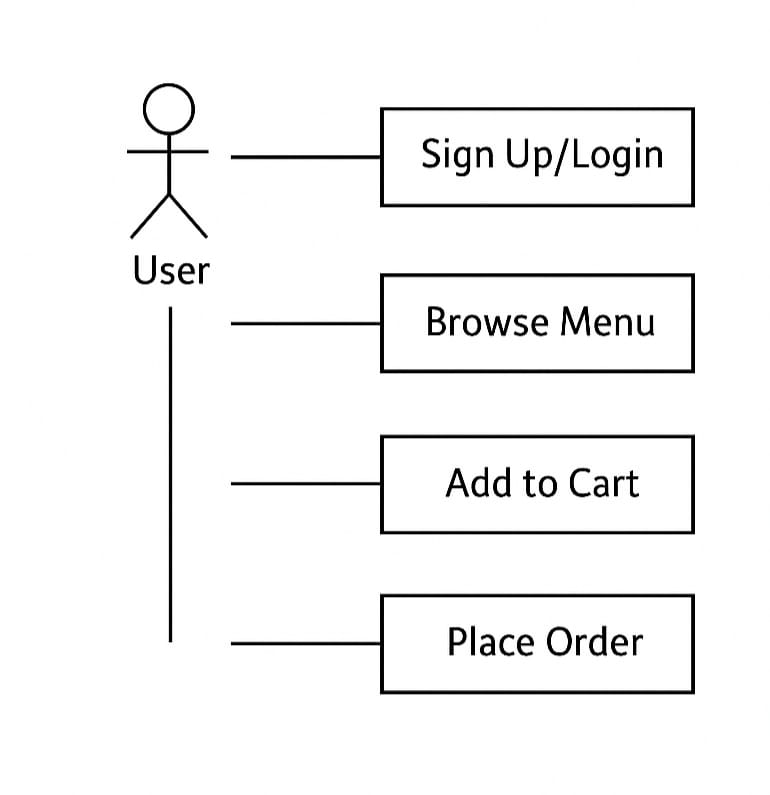 Sign Up/Login
User
Browse Menu
Add to Cart
Place Order